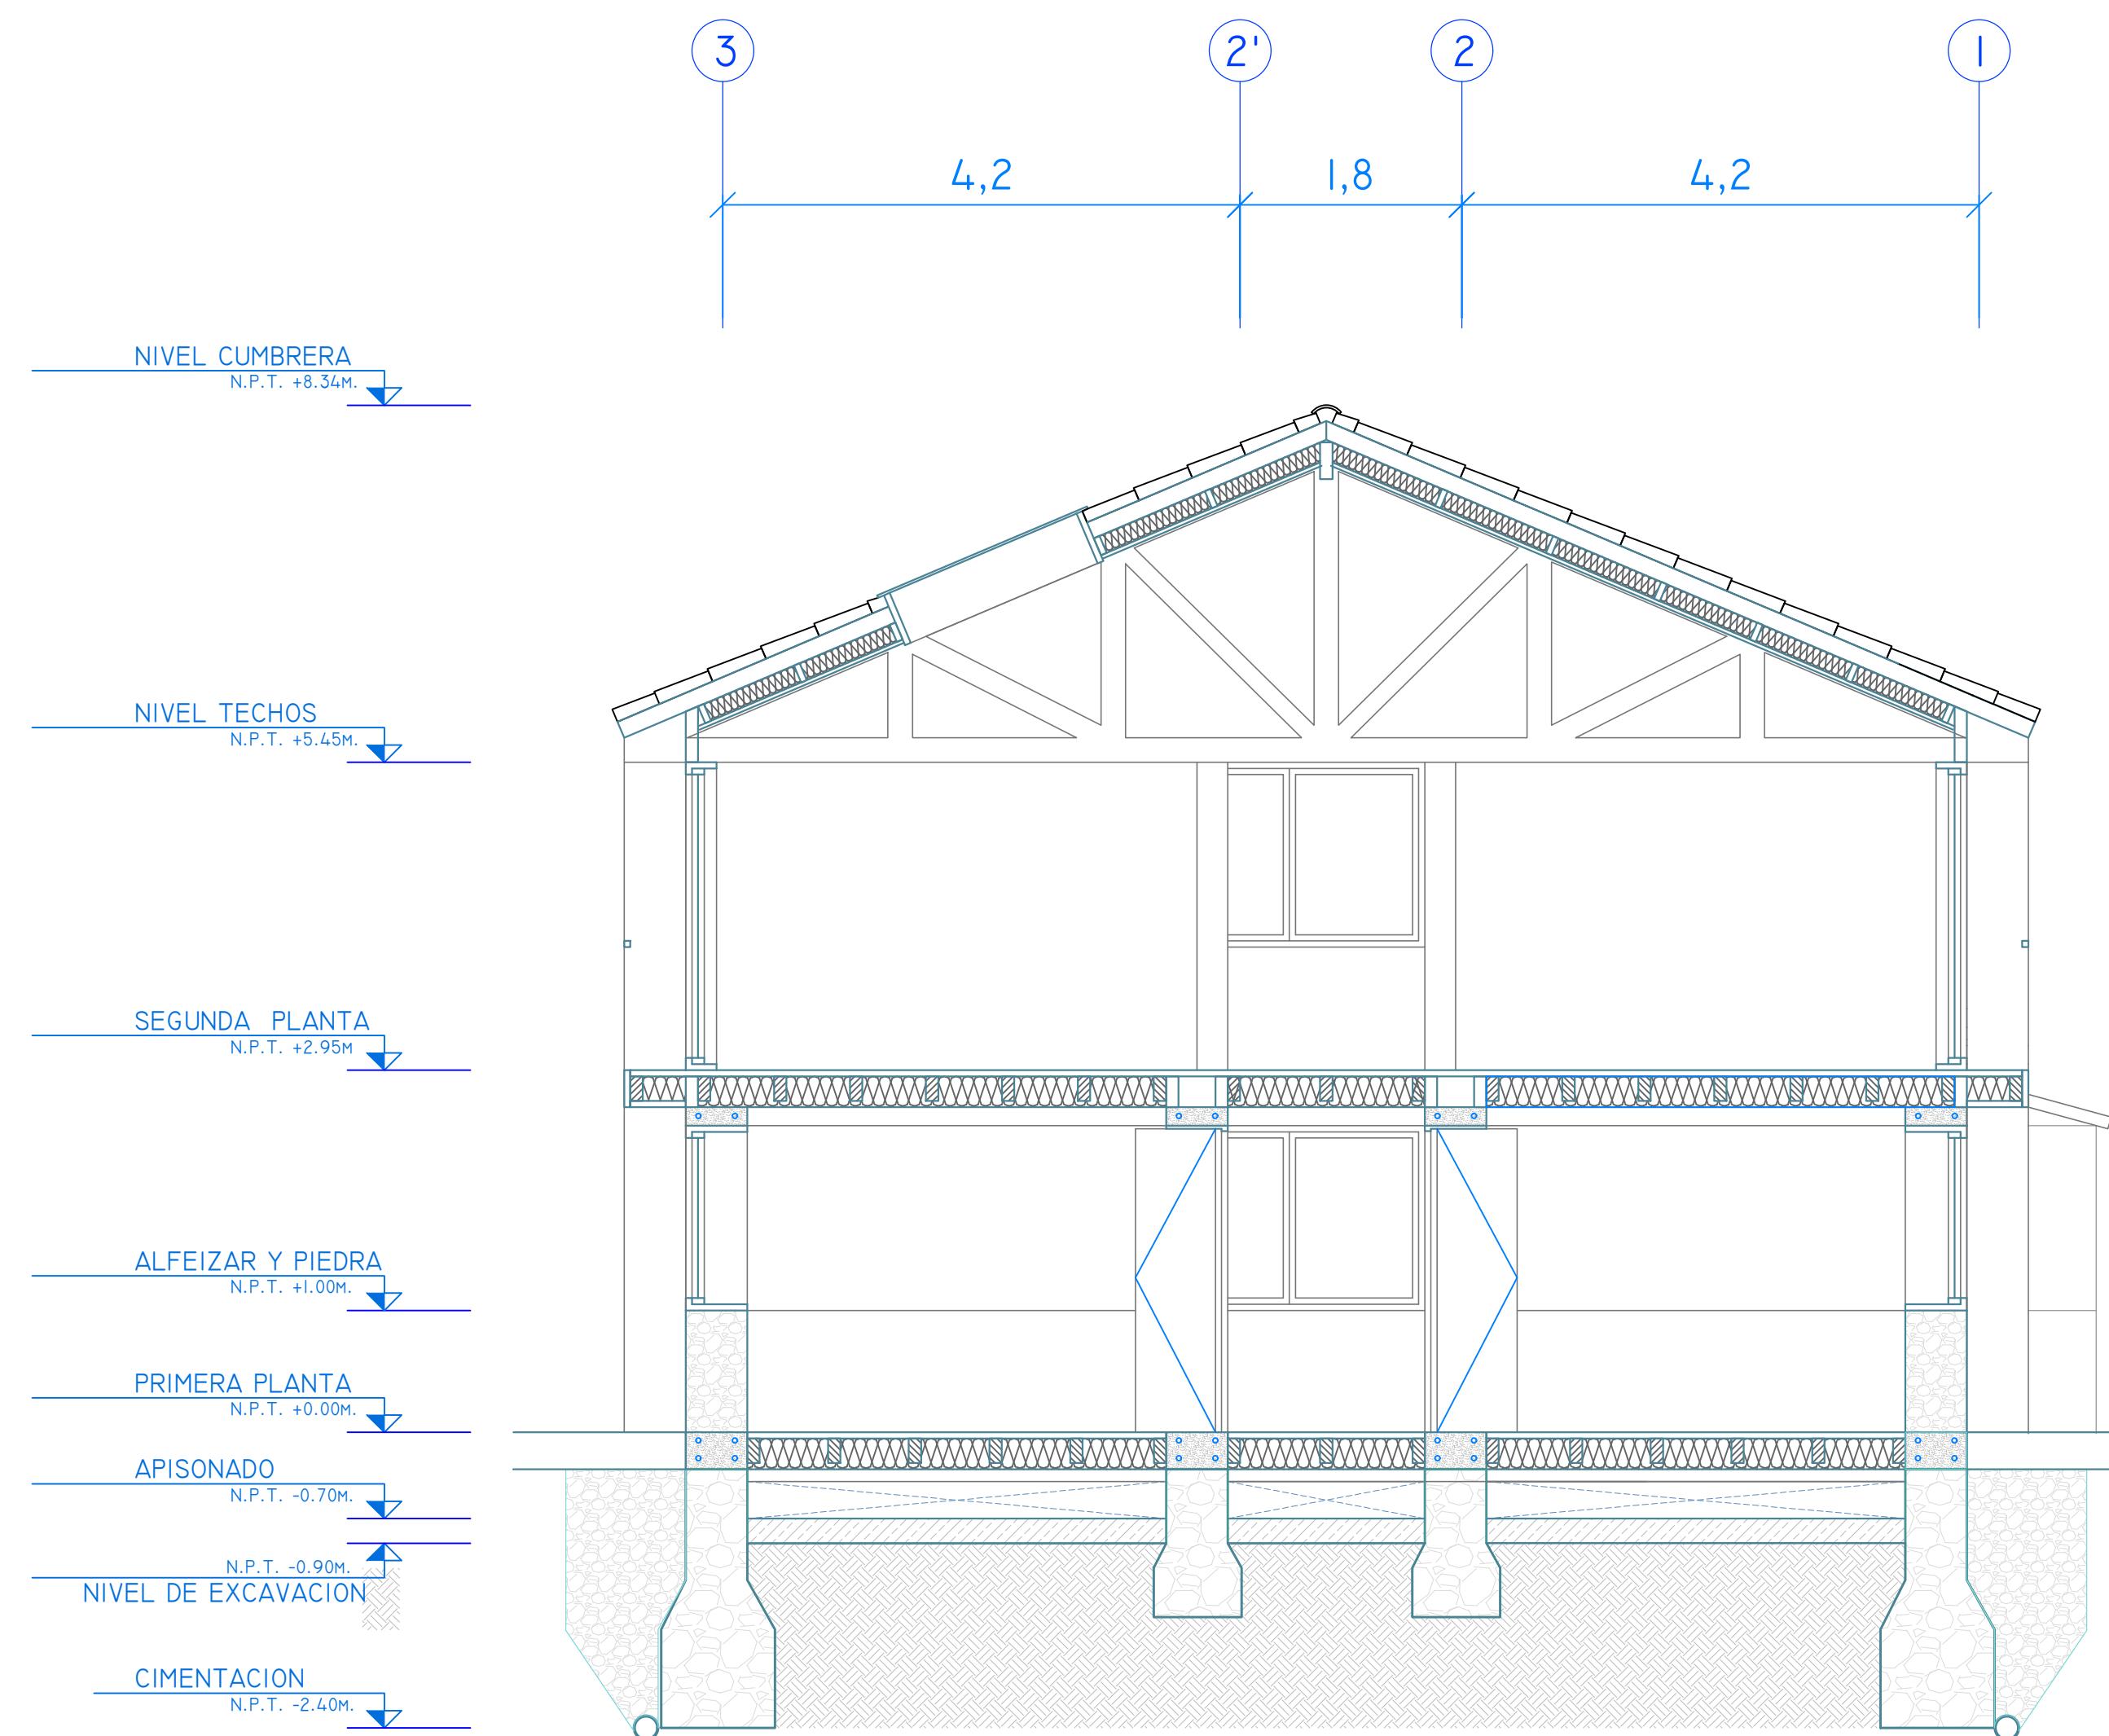 3 2' 2 1
4,2 1,8 4,2
NIVEL CUMBRERA
N.P.T. +8.34M.
NIVEL TECHOS
N.P.T. +5.45M.
SEGUNDA PLANTA
N.P.T. +2.95M
ALFEIZAR Y PIEDRA
N.P.T. +1.00M.
PRIMERA PLANTA
N.P.T. +0.00M.
APISONADO
N.P.T. -0.70M.
N.P.T. -0.90M.
NIVEL DE EXCAVACION
CIMENTACION
N.P.T. -2.40M.